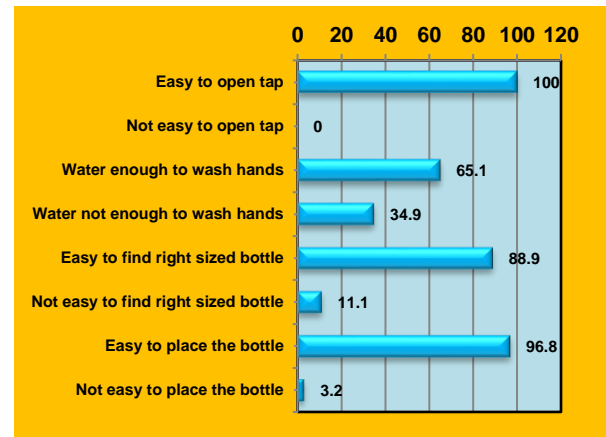 0 20 40 60 80 100 120
Easy to open tap 100
Not easy to open tap 0
Water enough to wash hands 65.1
Water not enough to wash hands 34.9
Easy to find right sized bottle 88.9
Not easy to find right sized bottle 11.1
Easy to place the bottle 96.8
Not easy to place the bottle 3.2